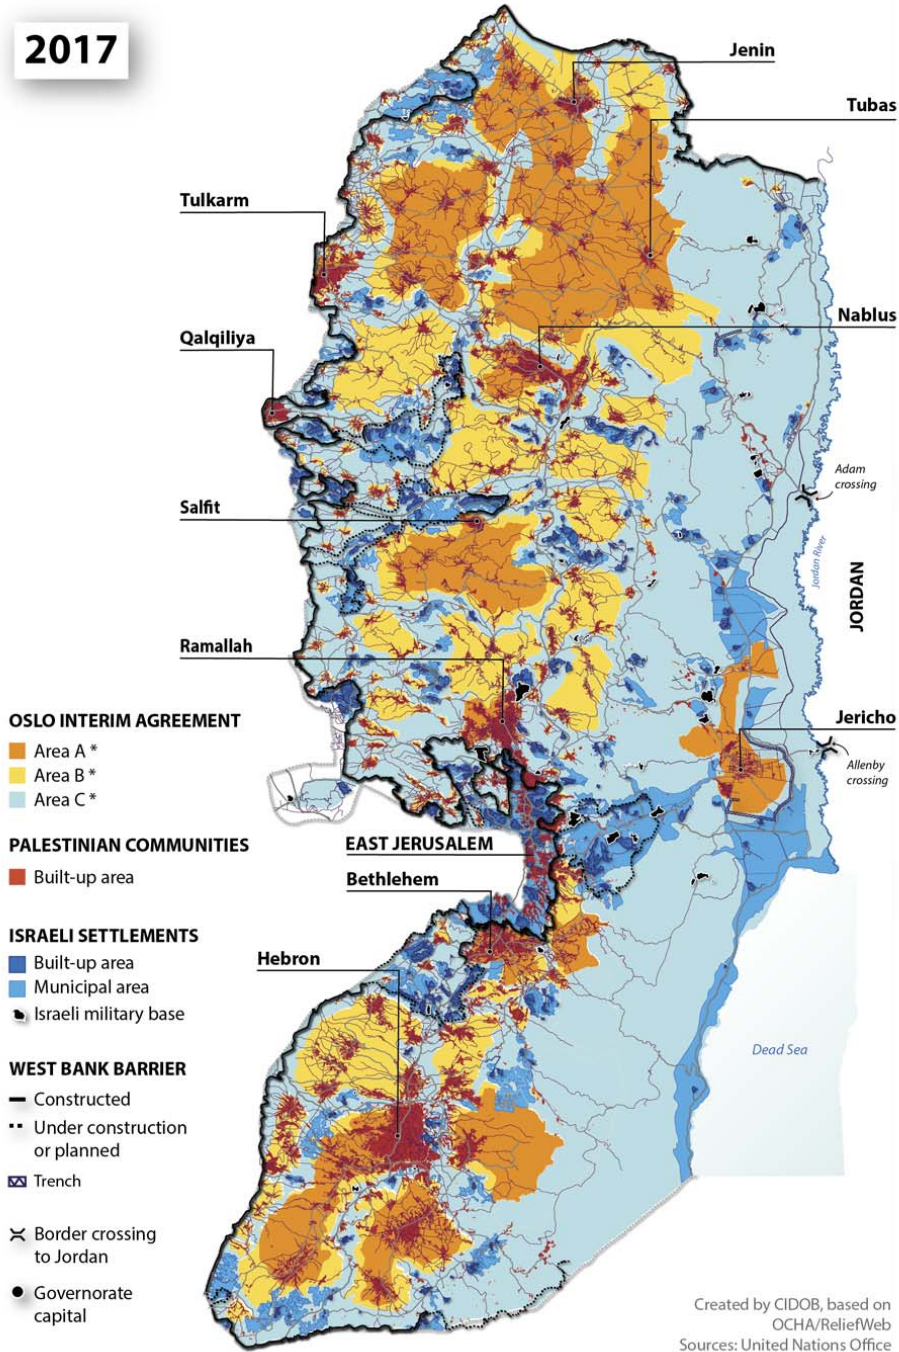 2017
Jenin
Tubas
Tulkarm
Nablus
Qalqiliya
Adam
crossing
Salfit
Jordan River
JORDAN
Ramallah
Jericho
Allenby
crossing
OSLO INTERIM AGREEMENT
Area A *
Area B *
Area C *
PALESTINIAN COMMUNITIES
Built-up area
EAST JERUSALEM
Bethlehem
ISRAELI SETTLEMENTS
Built-up area
Municipal area
Israeli military base
Hebron
Dead Sea
WEST BANK BARRIER
Constructed
Under construction
or planned
Trench
Border crossing
to Jordan
Governorate
capital
Created by CIDOB, based on
OCHA/ReliefWeb
Sources: United Nations Office